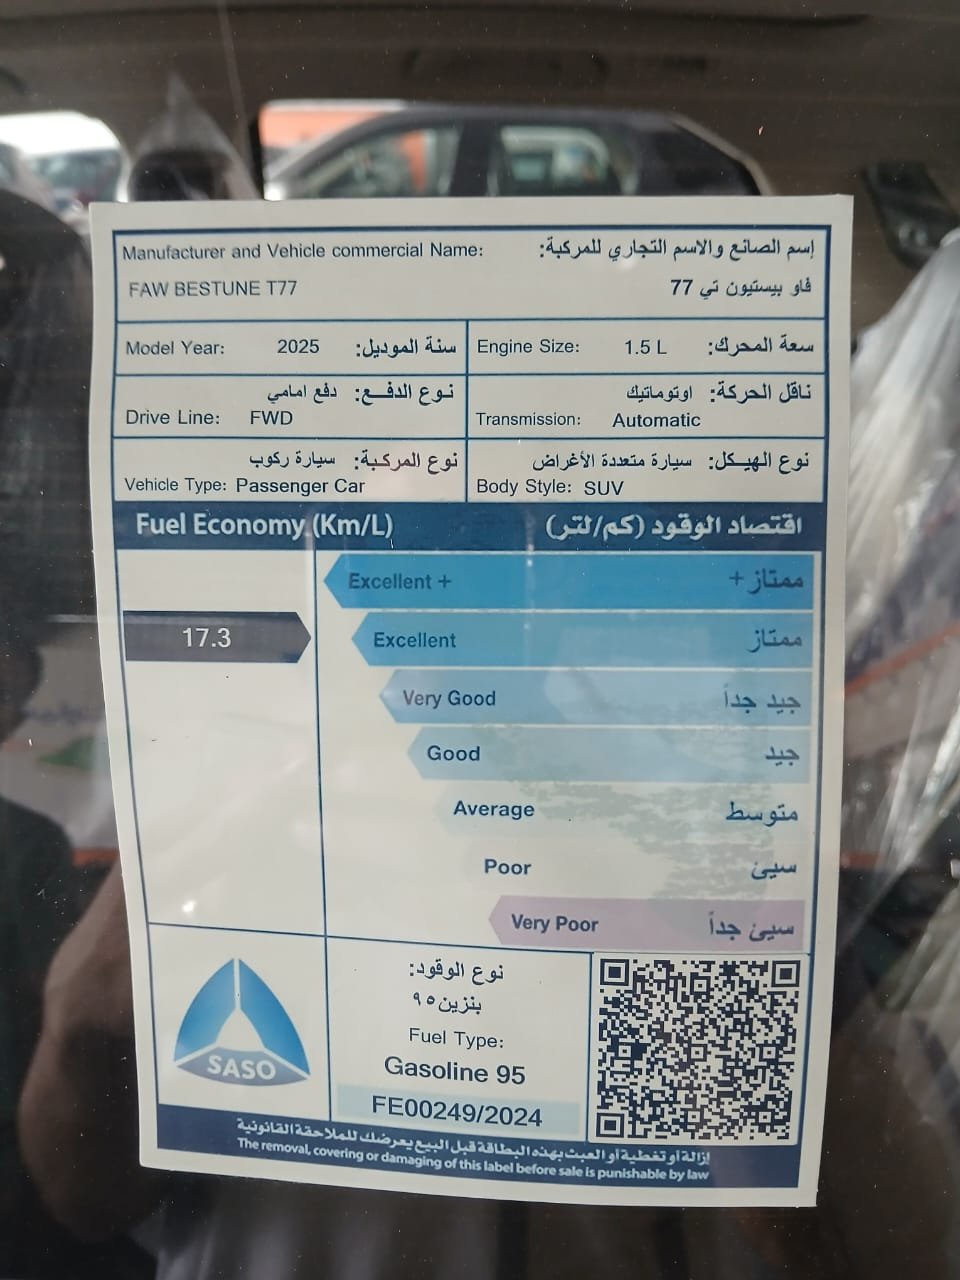 Manufacturer and Vehicle commercial Name: إسم الصانع والاسم التجاري للمركبة:
FAW BESTUNE T77 فاو بيستيون تي 77
Model Year: 2025 سنة الموديل:
Engine Size: 1.5 L سعة المحرك:
نوع الدفـــع: دفع امامي
Drive Line: FWD
ناقل الحركة: اوتوماتيك
Transmission: Automatic
نوع المركبة: سيارة ركوب
Vehicle Type: Passenger Car
نوع الهيـكل: سيارة متعددة الأغراض
Body Style: SUV
Fuel Economy (Km/L) اقتصاد الوقود (كم/لتر)
Excellent + ممتاز +
17.3
Excellent ممتاز
Very Good جيد جداً
Good جيد
Average متوسط
Poor سيئ
Very Poor سيئ جداً
SASO
نوع الوقود:
بنزين ٩٥
Fuel Type:
Gasoline 95
FE00249/2024
إزالة أو تغطية أو العبث بهذه البطاقة قبل البيع يعرضك للملاحقة القانونية
The removal, covering or damaging of this label before sale is punishable by law